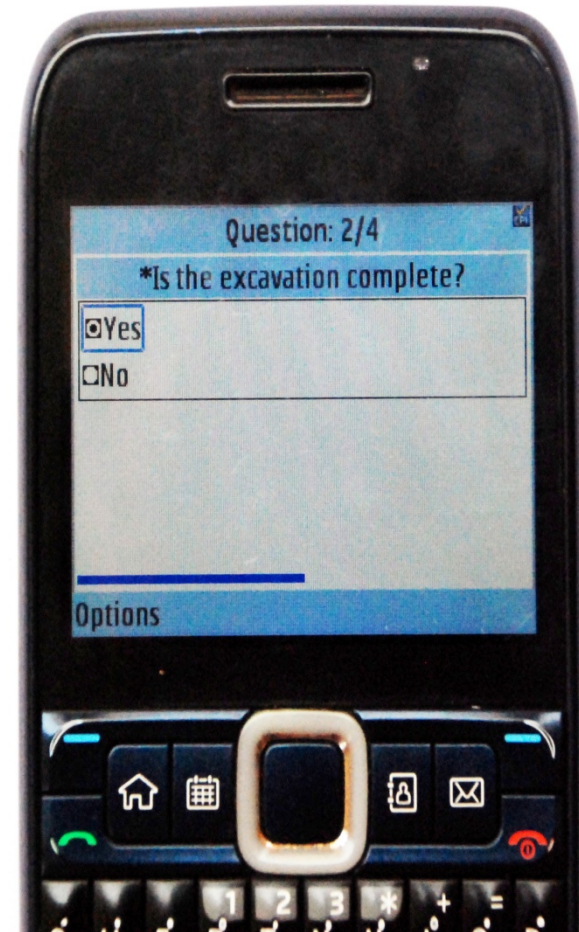 Question: 2/4
*Is the excavation complete?
Yes
No
Options
1 2 3 * + =